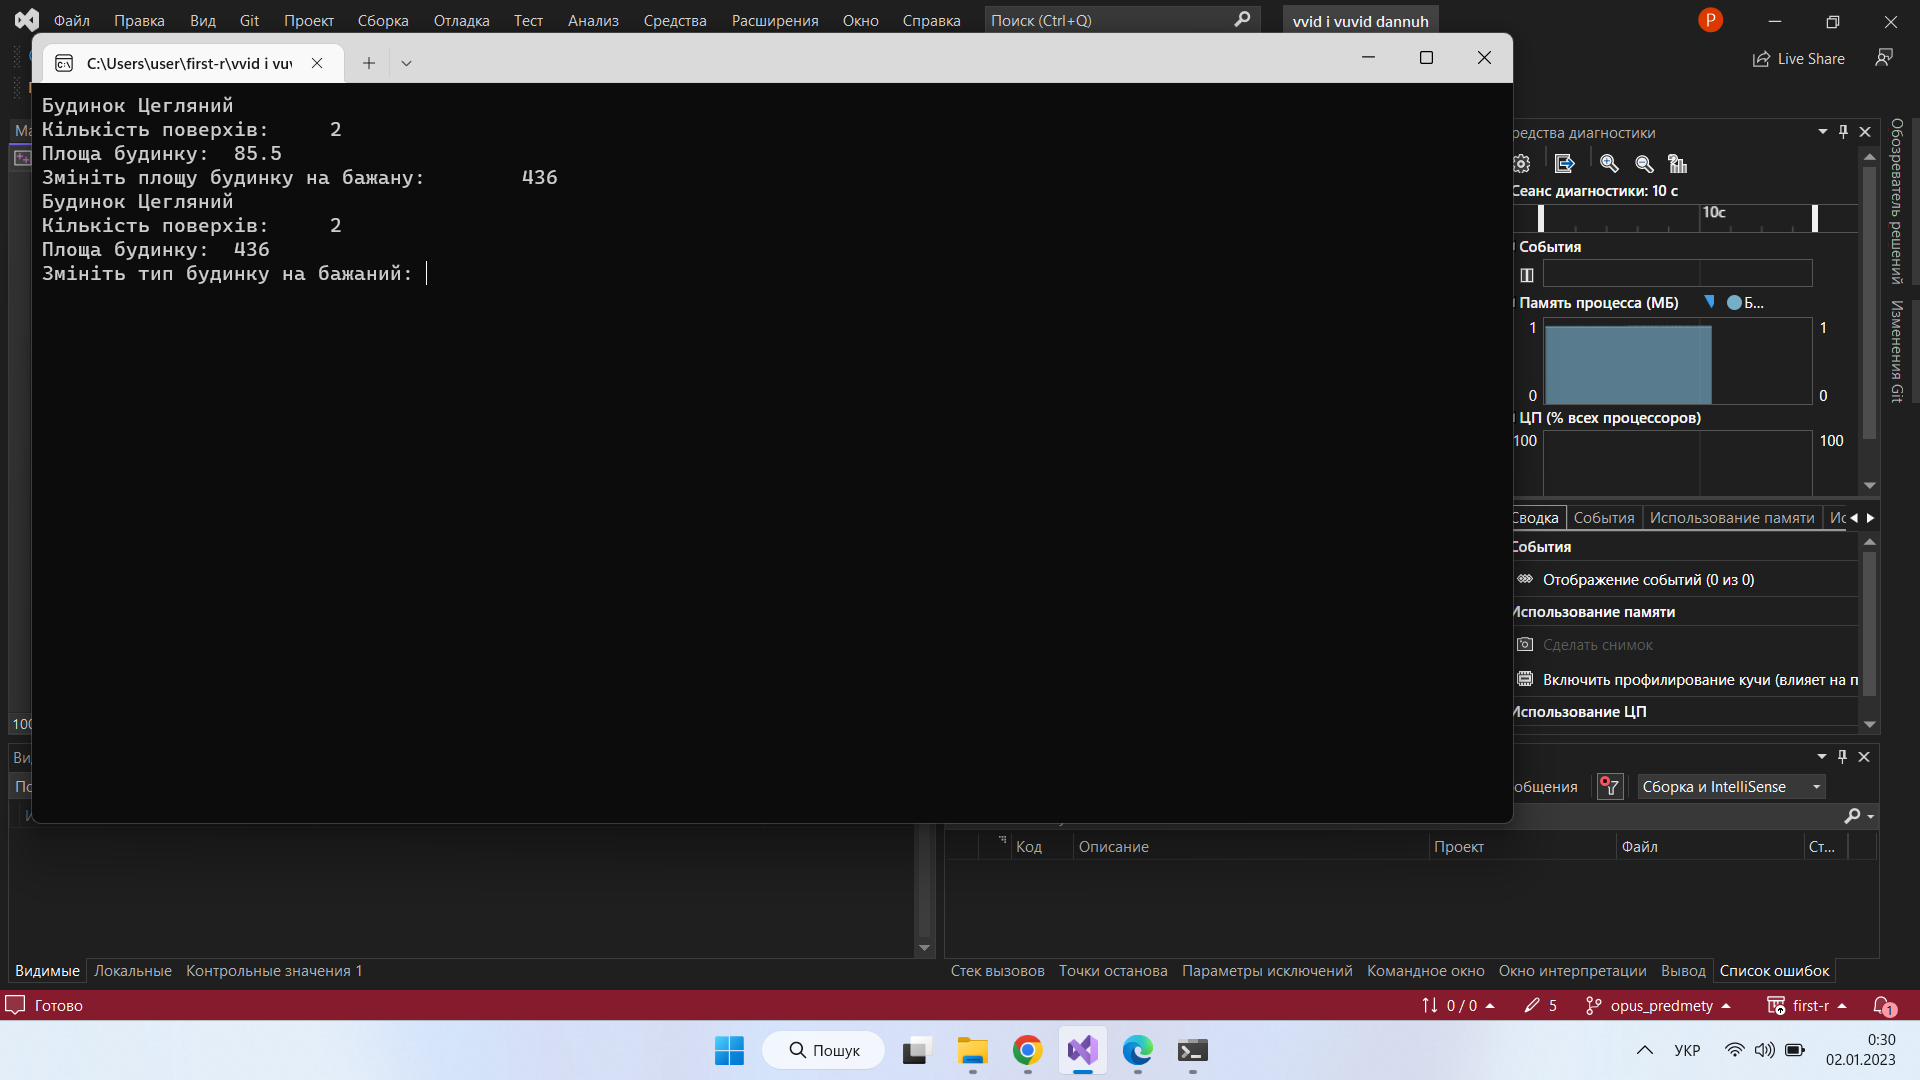 Файл Правка Вид Git Проект Сборка Отладка Тест Анализ Средства Расширения Окно Справка Поиск (Ctrl+Q) vvid i vuvid dannuh P
Live Share
C:\Users\user\first-r\vvid i vuv
Будинок Цегляний
Кількість поверхів: 2
Площа будинку: 85.5
Змініть площу будинку на бажану: 436
Будинок Цегляний
Кількість поверхів: 2
Площа будинку: 436
Змініть тип будинку на бажаний:
редства диагностики
Сеанс диагностики: 10 с
10с
События
Память процесса (МБ) Б...
1 1
0 0
ЦП (% всех процессоров)
100 100
Сводка События Использование памяти Ис
События
Отображение событий (0 из 0)
Использование памяти
Сделать снимок
Включить профилирование кучи (влияет на п
Использование ЦП
Обозреватель решений
Изменения Git
Ма
100
Ви
По
общения Сборка и IntelliSense
Код Описание Проект Файл Ст...
Видимые Локальные Контрольные значения 1
Стек вызовов Точки останова Параметры исключений Командное окно Окно интерпретации Вывод Список ошибок
Готово 0 / 0 5 opus_predmety first-r 1
Пошук УКР 0:30
02.01.2023